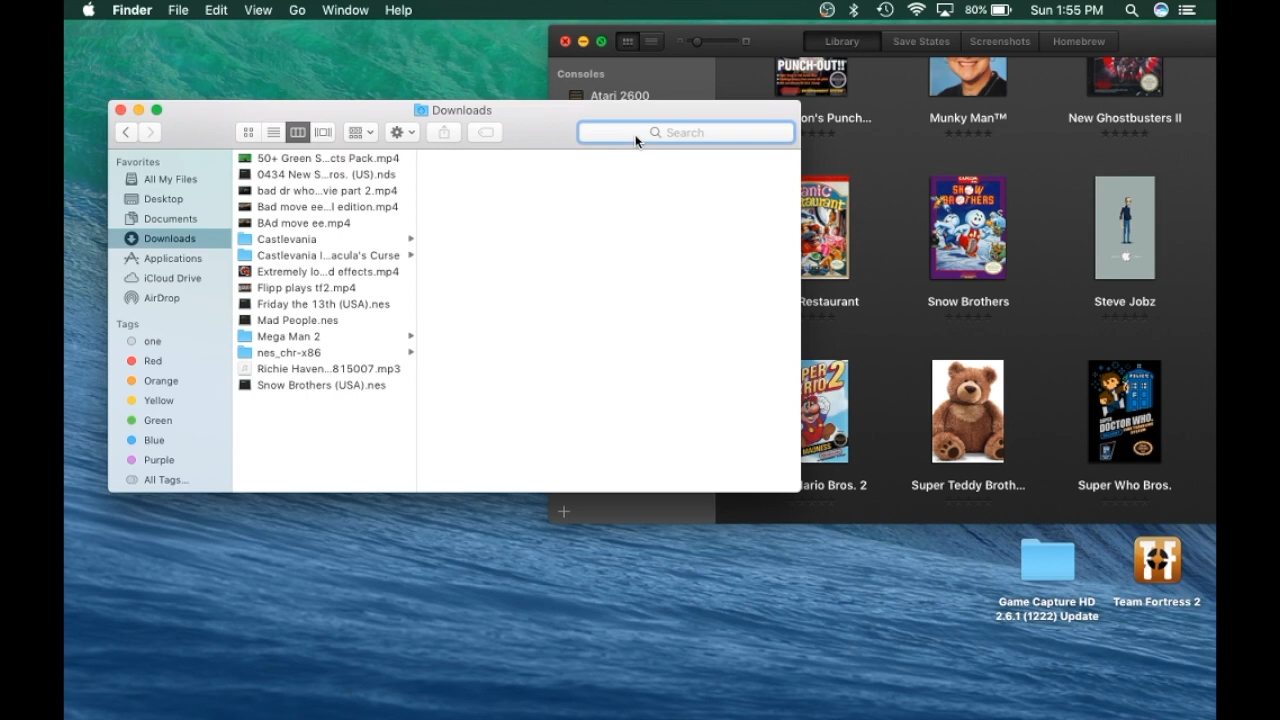 Finder File Edit View Go Window Help 80% Sun 1:55 PM
Library Save States Screenshots Homebrew
Consoles
Atari 2600
PUNCH-OUT!!
on's Punch... Munky Man™ New Ghostbusters II
Downloads
Search
Favorites
All My Files
Desktop
Documents
Downloads
Applications
iCloud Drive
AirDrop
Tags
one
Red
Orange
Yellow
Green
Blue
Purple
All Tags...
50+ Green S...cts Pack.mp4
0434 New S...ros. (US).nds
bad dr who...vie part 2.mp4
Bad move ee...l edition.mp4
BAd move ee.mp4
Castlevania
Castlevania I...acula's Curse
Extremely lo...d effects.mp4
Flipp plays tf2.mp4
Friday the 13th (USA).nes
Mad People.nes
Mega Man 2
nes_chr-x86
Richie Haven...815007.mp3
Snow Brothers (USA).nes
SNOW
BROTHERS
Restaurant Snow Brothers Steve Jobz
SUPER
DOCTOR WHO.
ario Bros. 2 Super Teddy Broth... Super Who Bros.
Game Capture HD
2.6.1 (1222) Update
Team Fortress 2